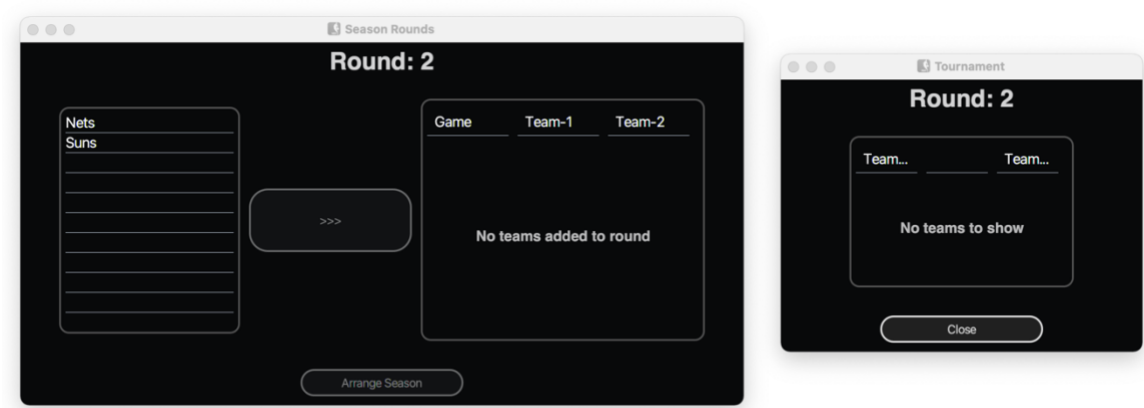 Season Rounds
Round: 2
Nets
Suns
>>>
Game Team-1 Team-2
No teams added to round
Arrange Season
Tournament
Round: 2
Team... Team...
No teams to show
Close